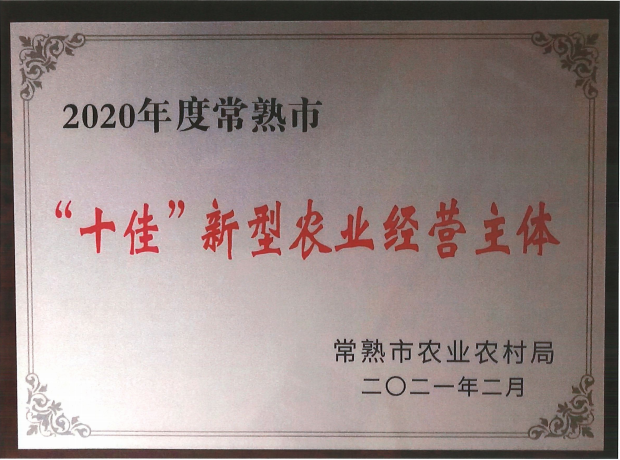 2020年度常熟市
“十佳”新型农业经营主体
常熟市农业农村局
二〇二一年二月